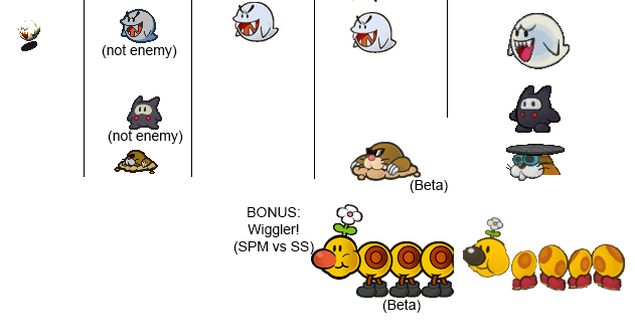 (not enemy)
(not enemy)
(Beta)
BONUS:
Wiggler!
(SPM vs SS)
(Beta)